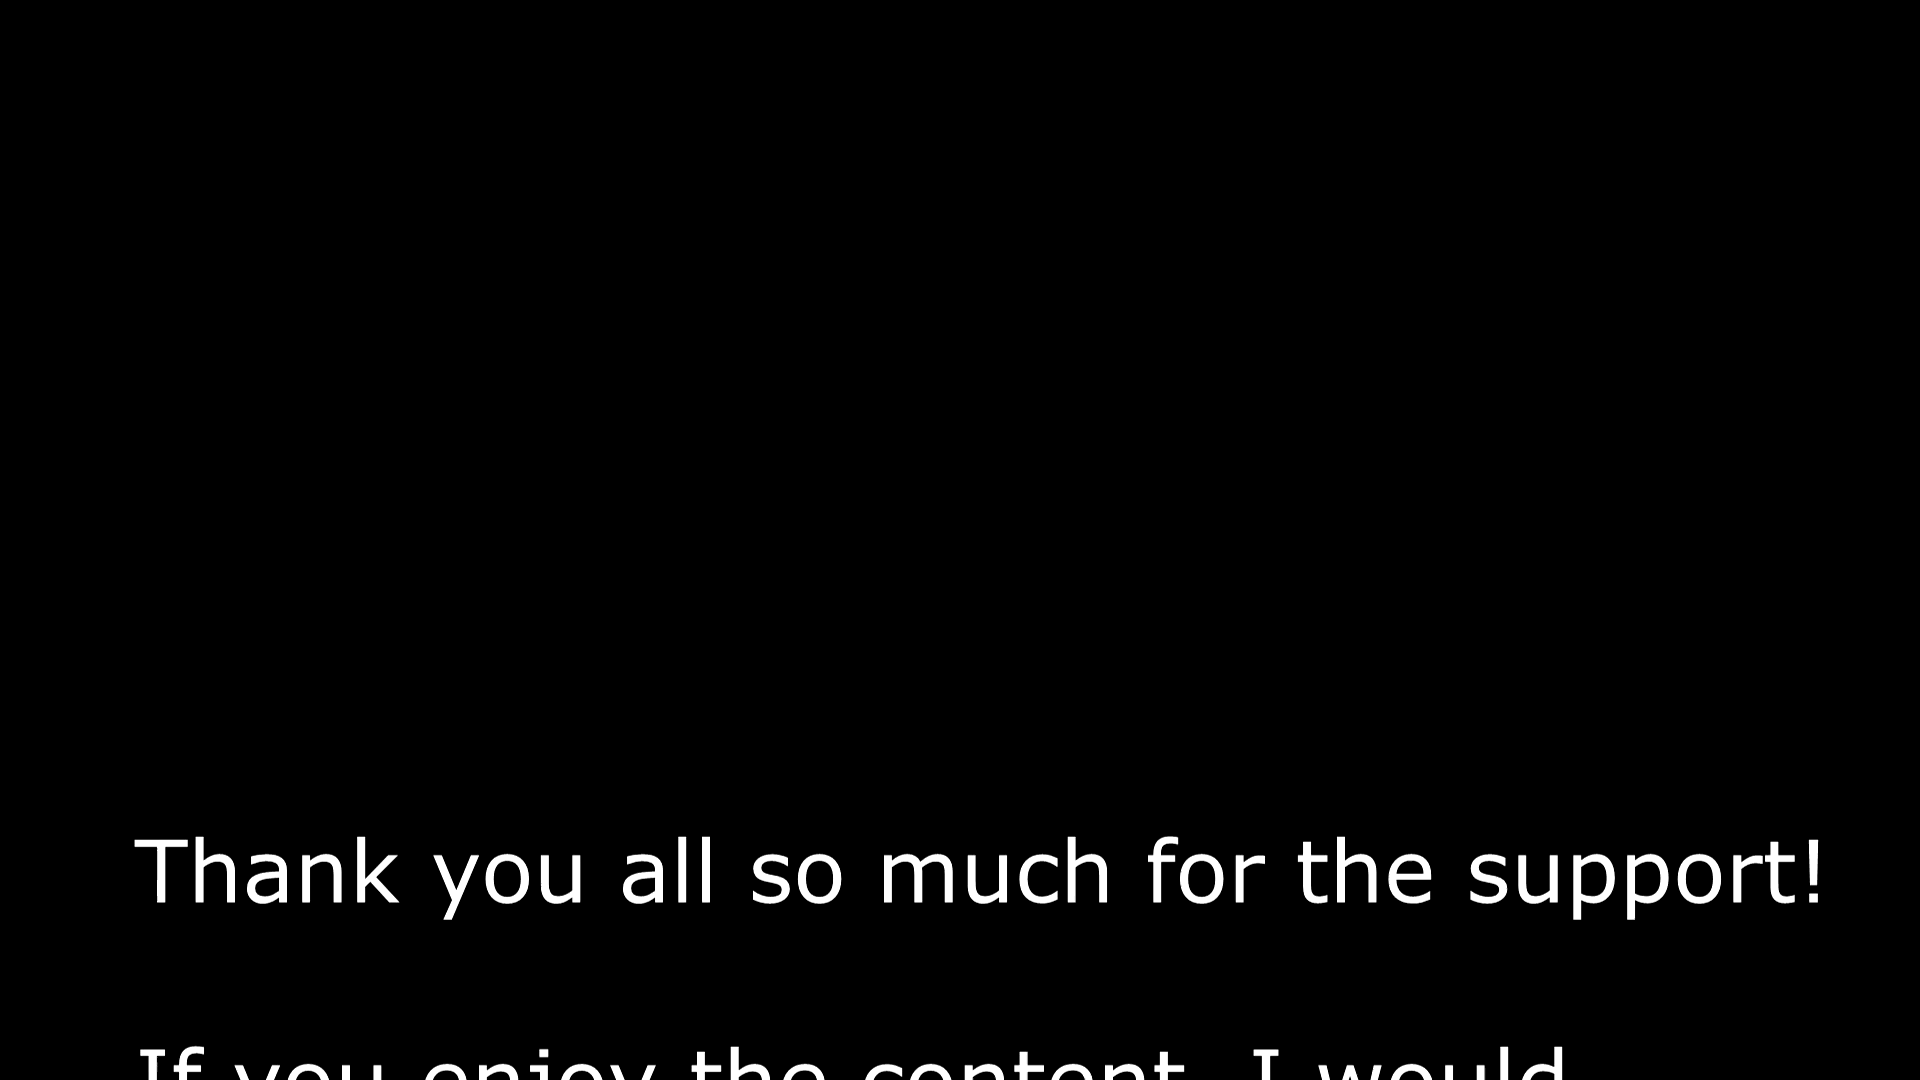 Thank you all so much for the support!
If you enjoy the content, I would